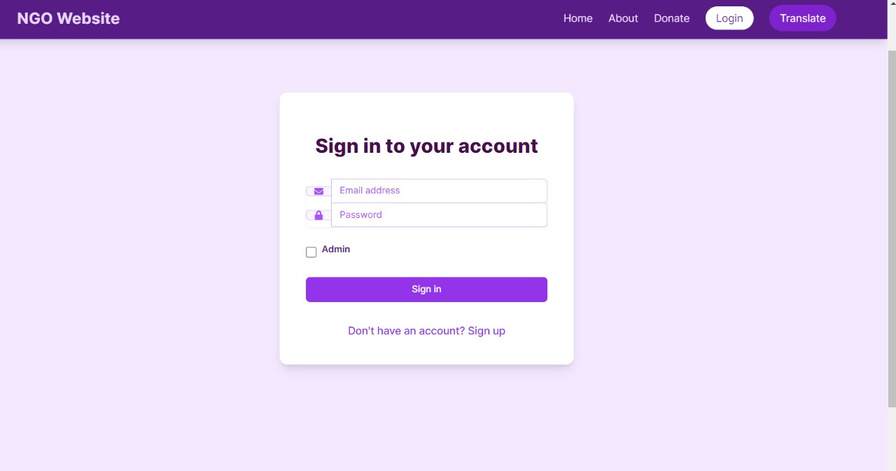 NGO Website
Home About Donate Login Translate
Sign in to your account
Email address
Password
Admin
Sign in
Don't have an account? Sign up